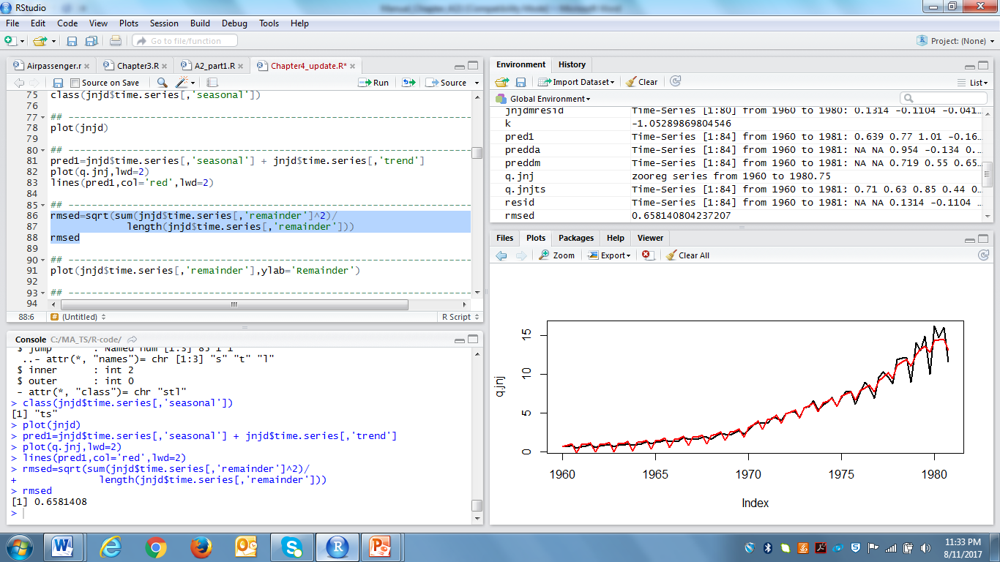 RStudio
File Edit Code View Plots Session Build Debug Tools Help
Go to file/function
Project: (None)
Airpassenger.r Chapter3.R A2_part1.R Chapter4_update.R*
Source on Save Run Source
75 class(jnjd$time.series[,'seasonal'])
76
77 ## ----------------------------------------------------------------------
78 plot(jnjd)
79
80 ## ----------------------------------------------------------------------
81 pred1=jnjd$time.series[,'seasonal'] + jnjd$time.series[,'trend']
82 plot(q.jnj,lwd=2)
83 lines(pred1,col='red',lwd=2)
84
85 ## ----------------------------------------------------------------------
86 rmsed=sqrt(sum(jnjd$time.series[,'remainder']^2)/
87 length(jnjd$time.series[,'remainder']))
88 rmsed
89
90 ## ----------------------------------------------------------------------
91 plot(jnjd$time.series[,'remainder'],ylab='Remainder')
92
93 ## ----------------------------------------------------------------------
94
88:6 # (Untitled) R Script
Console C:/MA_TS/R-code/
$ jump : Named num [1:3] 85 1 1
..- attr(*, "names")= chr [1:3] "s" "t" "l"
$ inner : int 2
$ outer : int 0
- attr(*, "class")= chr "stl"
> class(jnjd$time.series[,'seasonal'])
[1] "ts"
> plot(jnjd)
> pred1=jnjd$time.series[,'seasonal'] + jnjd$time.series[,'trend']
> plot(q.jnj,lwd=2)
> lines(pred1,col='red',lwd=2)
> rmsed=sqrt(sum(jnjd$time.series[,'remainder']^2)/
+ length(jnjd$time.series[,'remainder']))
> rmsed
[1] 0.6581408
>
Environment History
Import Dataset Clear List
Global Environment
jnjdmresid Time-Series [1:80] from 1960 to 1980: 0.1314 -0.1104 -0.041…
k -1.05289869804546
pred1 Time-Series [1:84] from 1960 to 1981: 0.639 0.77 1.01 -0.16…
predda Time-Series [1:84] from 1960 to 1981: NA NA 0.954 -0.134 0.…
preddm Time-Series [1:84] from 1960 to 1981: NA NA 0.719 0.55 0.65…
q.jnj zooreg series from 1960 to 1980.75
q.jnjts Time-Series [1:84] from 1960 to 1981: 0.71 0.63 0.85 0.44 0…
resid Time-Series [1:84] from 1960 to 1981: NA NA 0.1314 -0.1104 …
rmsed 0.658140804237207
Files Plots Packages Help Viewer
Zoom Export Clear All
q.jnj
15
10
5
0
1960 1965 1970 1975 1980
Index
11:33 PM
8/11/2017